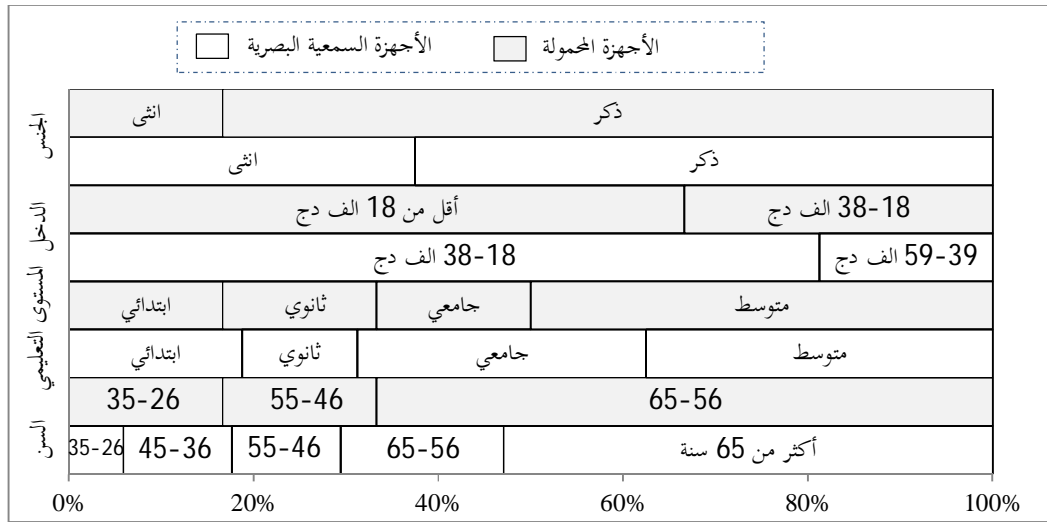 الأجهزة المحمولة الأجهزة السمعية البصرية
الجنس
ذكر انثى
ذكر انثى
الدخل
38-18 الف دج أقل من 18 الف دج
59-39 الف دج 38-18 الف دج
المستوى التعليمي
متوسط جامعي ثانوي ابتدائي
متوسط جامعي ثانوي ابتدائي
السن
65-56 55-46 35-26
أكثر من 65 سنة 65-56 55-46 45-36 35-26
0% 20% 40% 60% 80% 100%